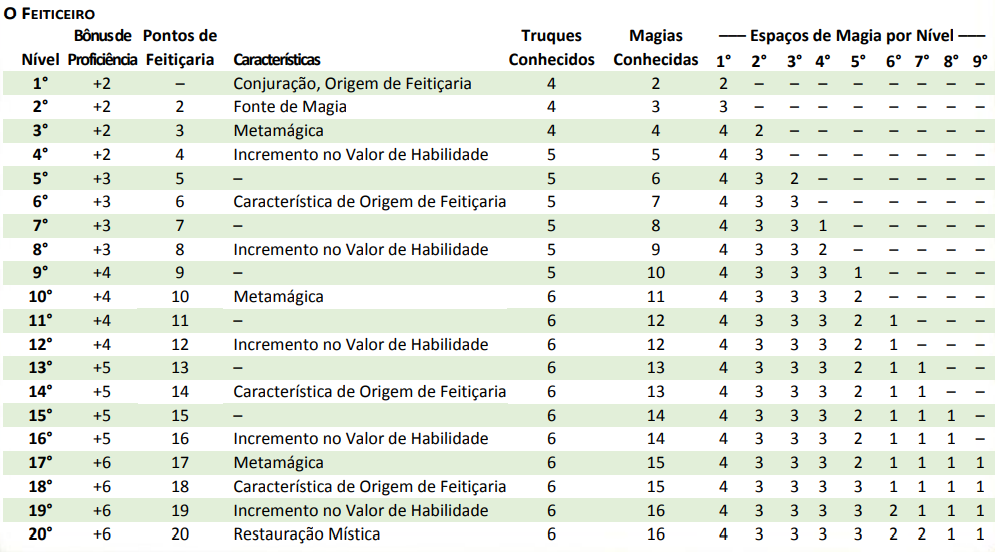 O FEITICEIRO
Bônus de Pontos de Truques Magias —– Espaços de Magia por Nível —–
Nível Proficiência Feitiçaria Características Conhecidos Conhecidas 1° 2° 3° 4° 5° 6° 7° 8° 9°
1° +2 – Conjuração, Origem de Feitiçaria 4 2 2 – – – – – – – –
2° +2 2 Fonte de Magia 4 3 3 – – – – – – – –
3° +2 3 Metamágica 4 4 4 2 – – – – – – –
4° +2 4 Incremento no Valor de Habilidade 5 5 4 3 – – – – – – –
5° +3 5 – 5 6 4 3 2 – – – – – –
6° +3 6 Característica de Origem de Feitiçaria 5 7 4 3 3 – – – – – –
7° +3 7 – 5 8 4 3 3 1 – – – – –
8° +3 8 Incremento no Valor de Habilidade 5 9 4 3 3 2 – – – – –
9° +4 9 – 5 10 4 3 3 3 1 – – – –
10° +4 10 Metamágica 6 11 4 3 3 3 2 – – – –
11° +4 11 – 6 12 4 3 3 3 2 1 – – –
12° +4 12 Incremento no Valor de Habilidade 6 12 4 3 3 3 2 1 – – –
13° +5 13 – 6 13 4 3 3 3 2 1 1 – –
14° +5 14 Característica de Origem de Feitiçaria 6 13 4 3 3 3 2 1 1 – –
15° +5 15 – 6 14 4 3 3 3 2 1 1 1 –
16° +5 16 Incremento no Valor de Habilidade 6 14 4 3 3 3 2 1 1 1 –
17° +6 17 Metamágica 6 15 4 3 3 3 2 1 1 1 1
18° +6 18 Característica de Origem de Feitiçaria 6 15 4 3 3 3 3 1 1 1 1
19° +6 19 Incremento no Valor de Habilidade 6 16 4 3 3 3 3 2 1 1 1
20° +6 20 Restauração Mística 6 16 4 3 3 3 3 2 2 1 1